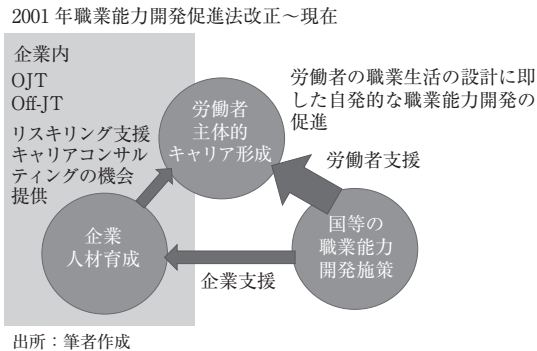 2001年職業能力開発促進法改正～現在
企業内
OJT
Off-JT
リスキリング支援
キャリアコンサル
ティングの機会
提供
労働者
主体的
キャリア形成
労働者の職業生活の設計に即
した自発的な職業能力開発の
促進
労働者支援
企業
人材育成
国等の
職業能力
開発施策
企業支援
出所：筆者作成